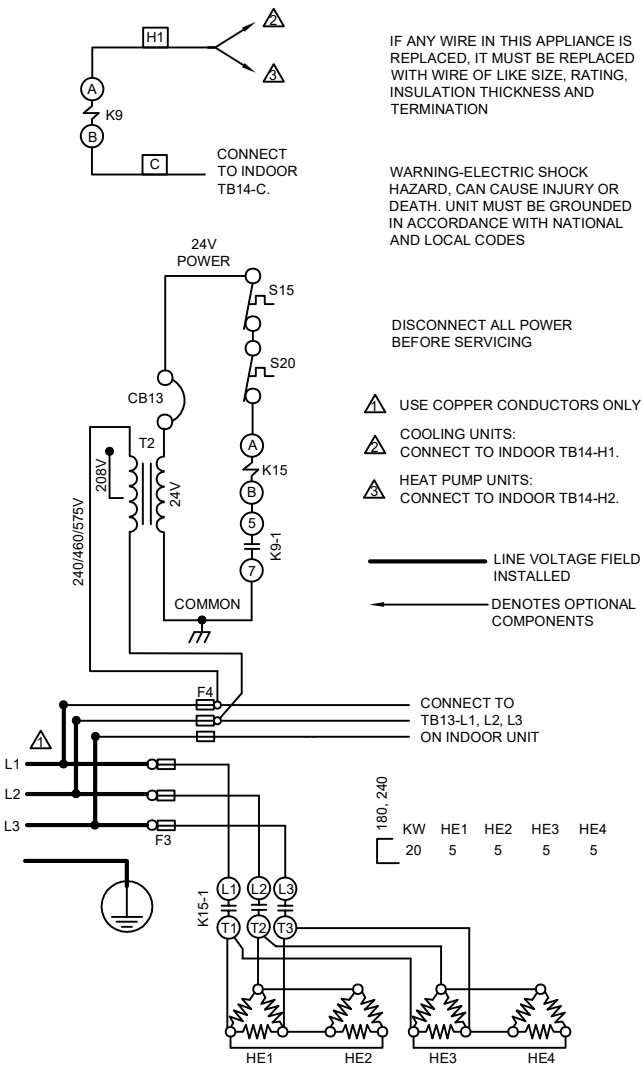 H1
2
3
A
K9
B
C
CONNECT
TO INDOOR
TB14-C.
IF ANY WIRE IN THIS APPLIANCE IS
REPLACED, IT MUST BE REPLACED
WITH WIRE OF LIKE SIZE, RATING,
INSULATION THICKNESS AND
TERMINATION
WARNING-ELECTRIC SHOCK
HAZARD, CAN CAUSE INJURY OR
DEATH. UNIT MUST BE GROUNDED
IN ACCORDANCE WITH NATIONAL
AND LOCAL CODES
DISCONNECT ALL POWER
BEFORE SERVICING
1 USE COPPER CONDUCTORS ONLY
2 COOLING UNITS:
CONNECT TO INDOOR TB14-H1.
3 HEAT PUMP UNITS:
CONNECT TO INDOOR TB14-H2.
LINE VOLTAGE FIELD
INSTALLED
DENOTES OPTIONAL
COMPONENTS
24V
POWER
S15
S20
CB13
T2
A
K15
B
5
K9-1
7
208V
24V
240/460/575V
COMMON
F4
CONNECT TO
TB13-L1, L2, L3
ON INDOOR UNIT
1
L1
L2
L3
F3
180, 240
KW HE1 HE2 HE3 HE4
20 5 5 5 5
K15-1
L1 L2 L3
T1 T2 T3
HE1 HE2 HE3 HE4